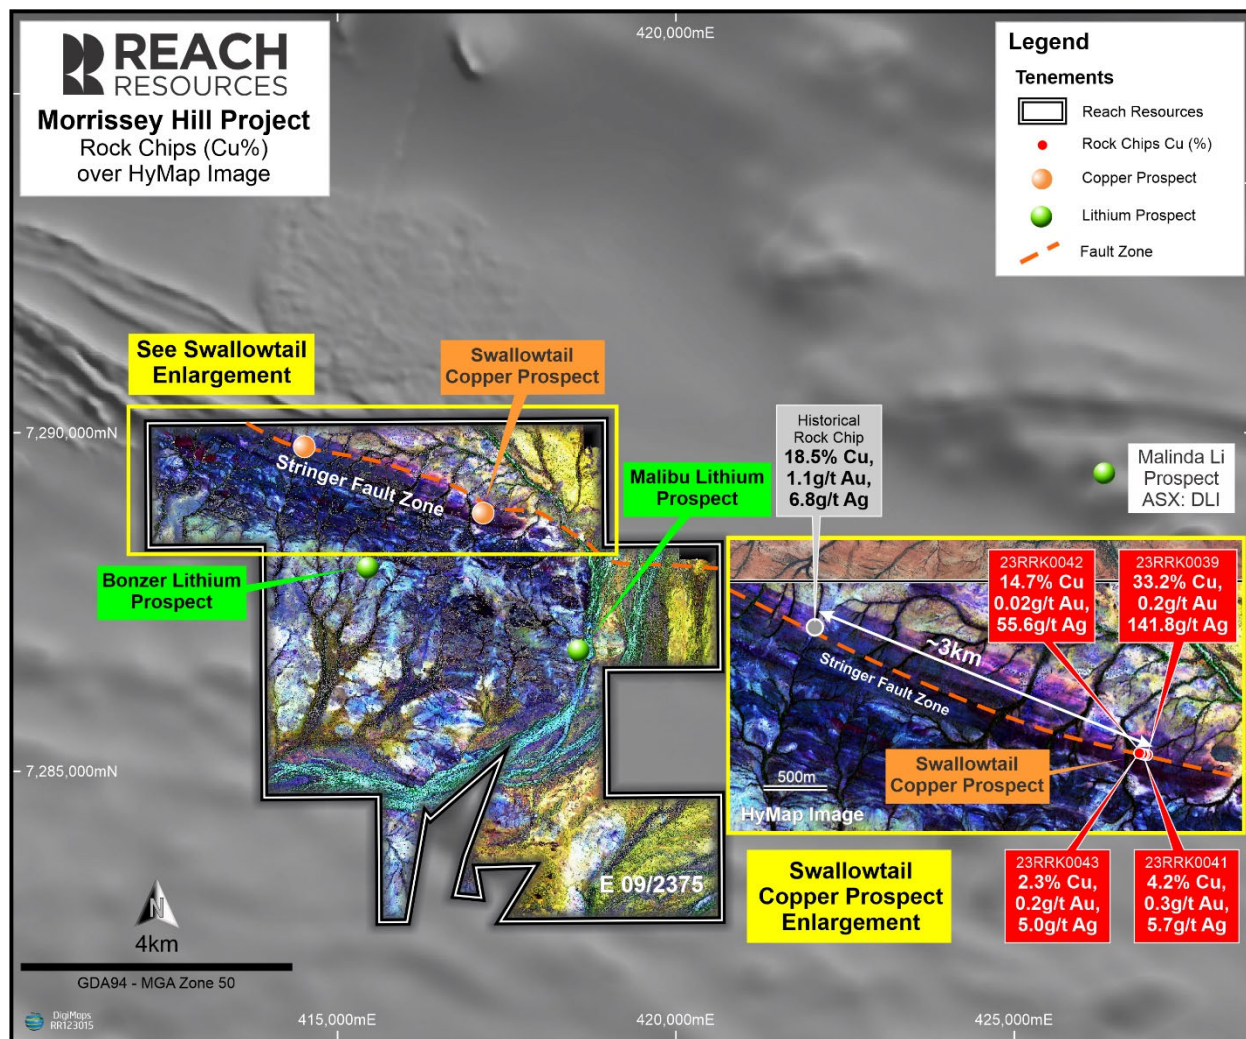 REACH
RESOURCES
Morrissey Hill Project
Rock Chips (Cu%)
over HyMap Image
420,000mE
Legend
Tenements
Reach Resources
Rock Chips Cu (%)
Copper Prospect
Lithium Prospect
Fault Zone
See Swallowtail
Enlargement
Swallowtail
Copper Prospect
7,290,000mN
Stringer Fault Zone
Malibu Lithium
Prospect
Historical
Rock Chip
18.5% Cu,
1.1g/t Au,
6.8g/t Ag
Malinda Li
Prospect
ASX: DLI
Bonzer Lithium
Prospect
23RRK0042
14.7% Cu
0.02g/t Au
55.6g/t Ag
23RRK0039
33.2% Cu,
0.2g/t Au
141.8g/t Ag
~3km
Stringer Fault Zone
Swallowtail
Copper Prospect
500m
HyMap Image
7,285,000mN
E 09/2375
Swallowtail
Copper Prospect
Enlargement
23RRK0043
2.3% Cu,
0.2g/t Au,
5.0g/t Ag
23RRK0041
4.2% Cu,
0.3g/t Au,
5.7g/t Ag
N
4km
GDA94 - MGA Zone 50
DigiMaps
RR123015
415,000mE
420,000mE
425,000mE